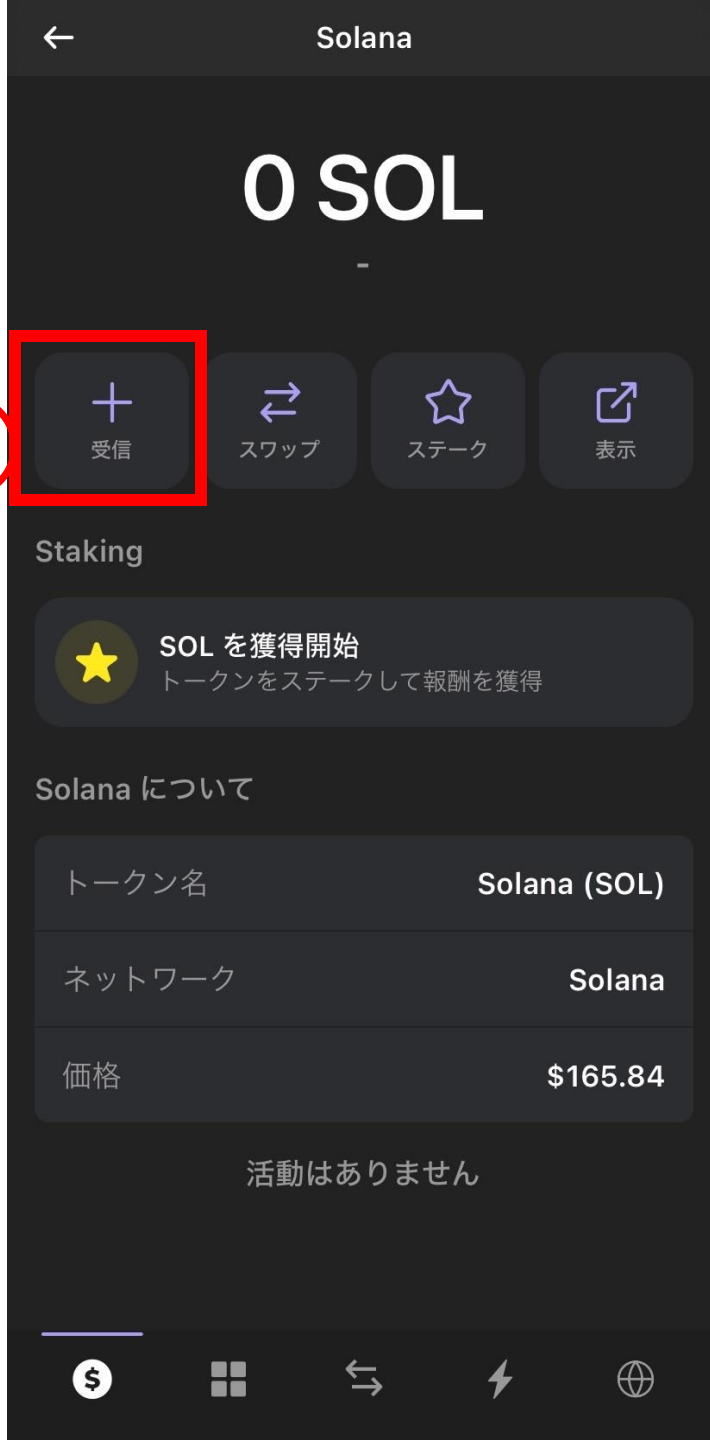 Solana
0 SOL
-
受信
スワップ
ステーク
表示
Staking
SOL を獲得開始
トークンをステークして報酬を獲得
Solana について
トークン名
Solana (SOL)
ネットワーク
Solana
価格
$165.84
活動はありません